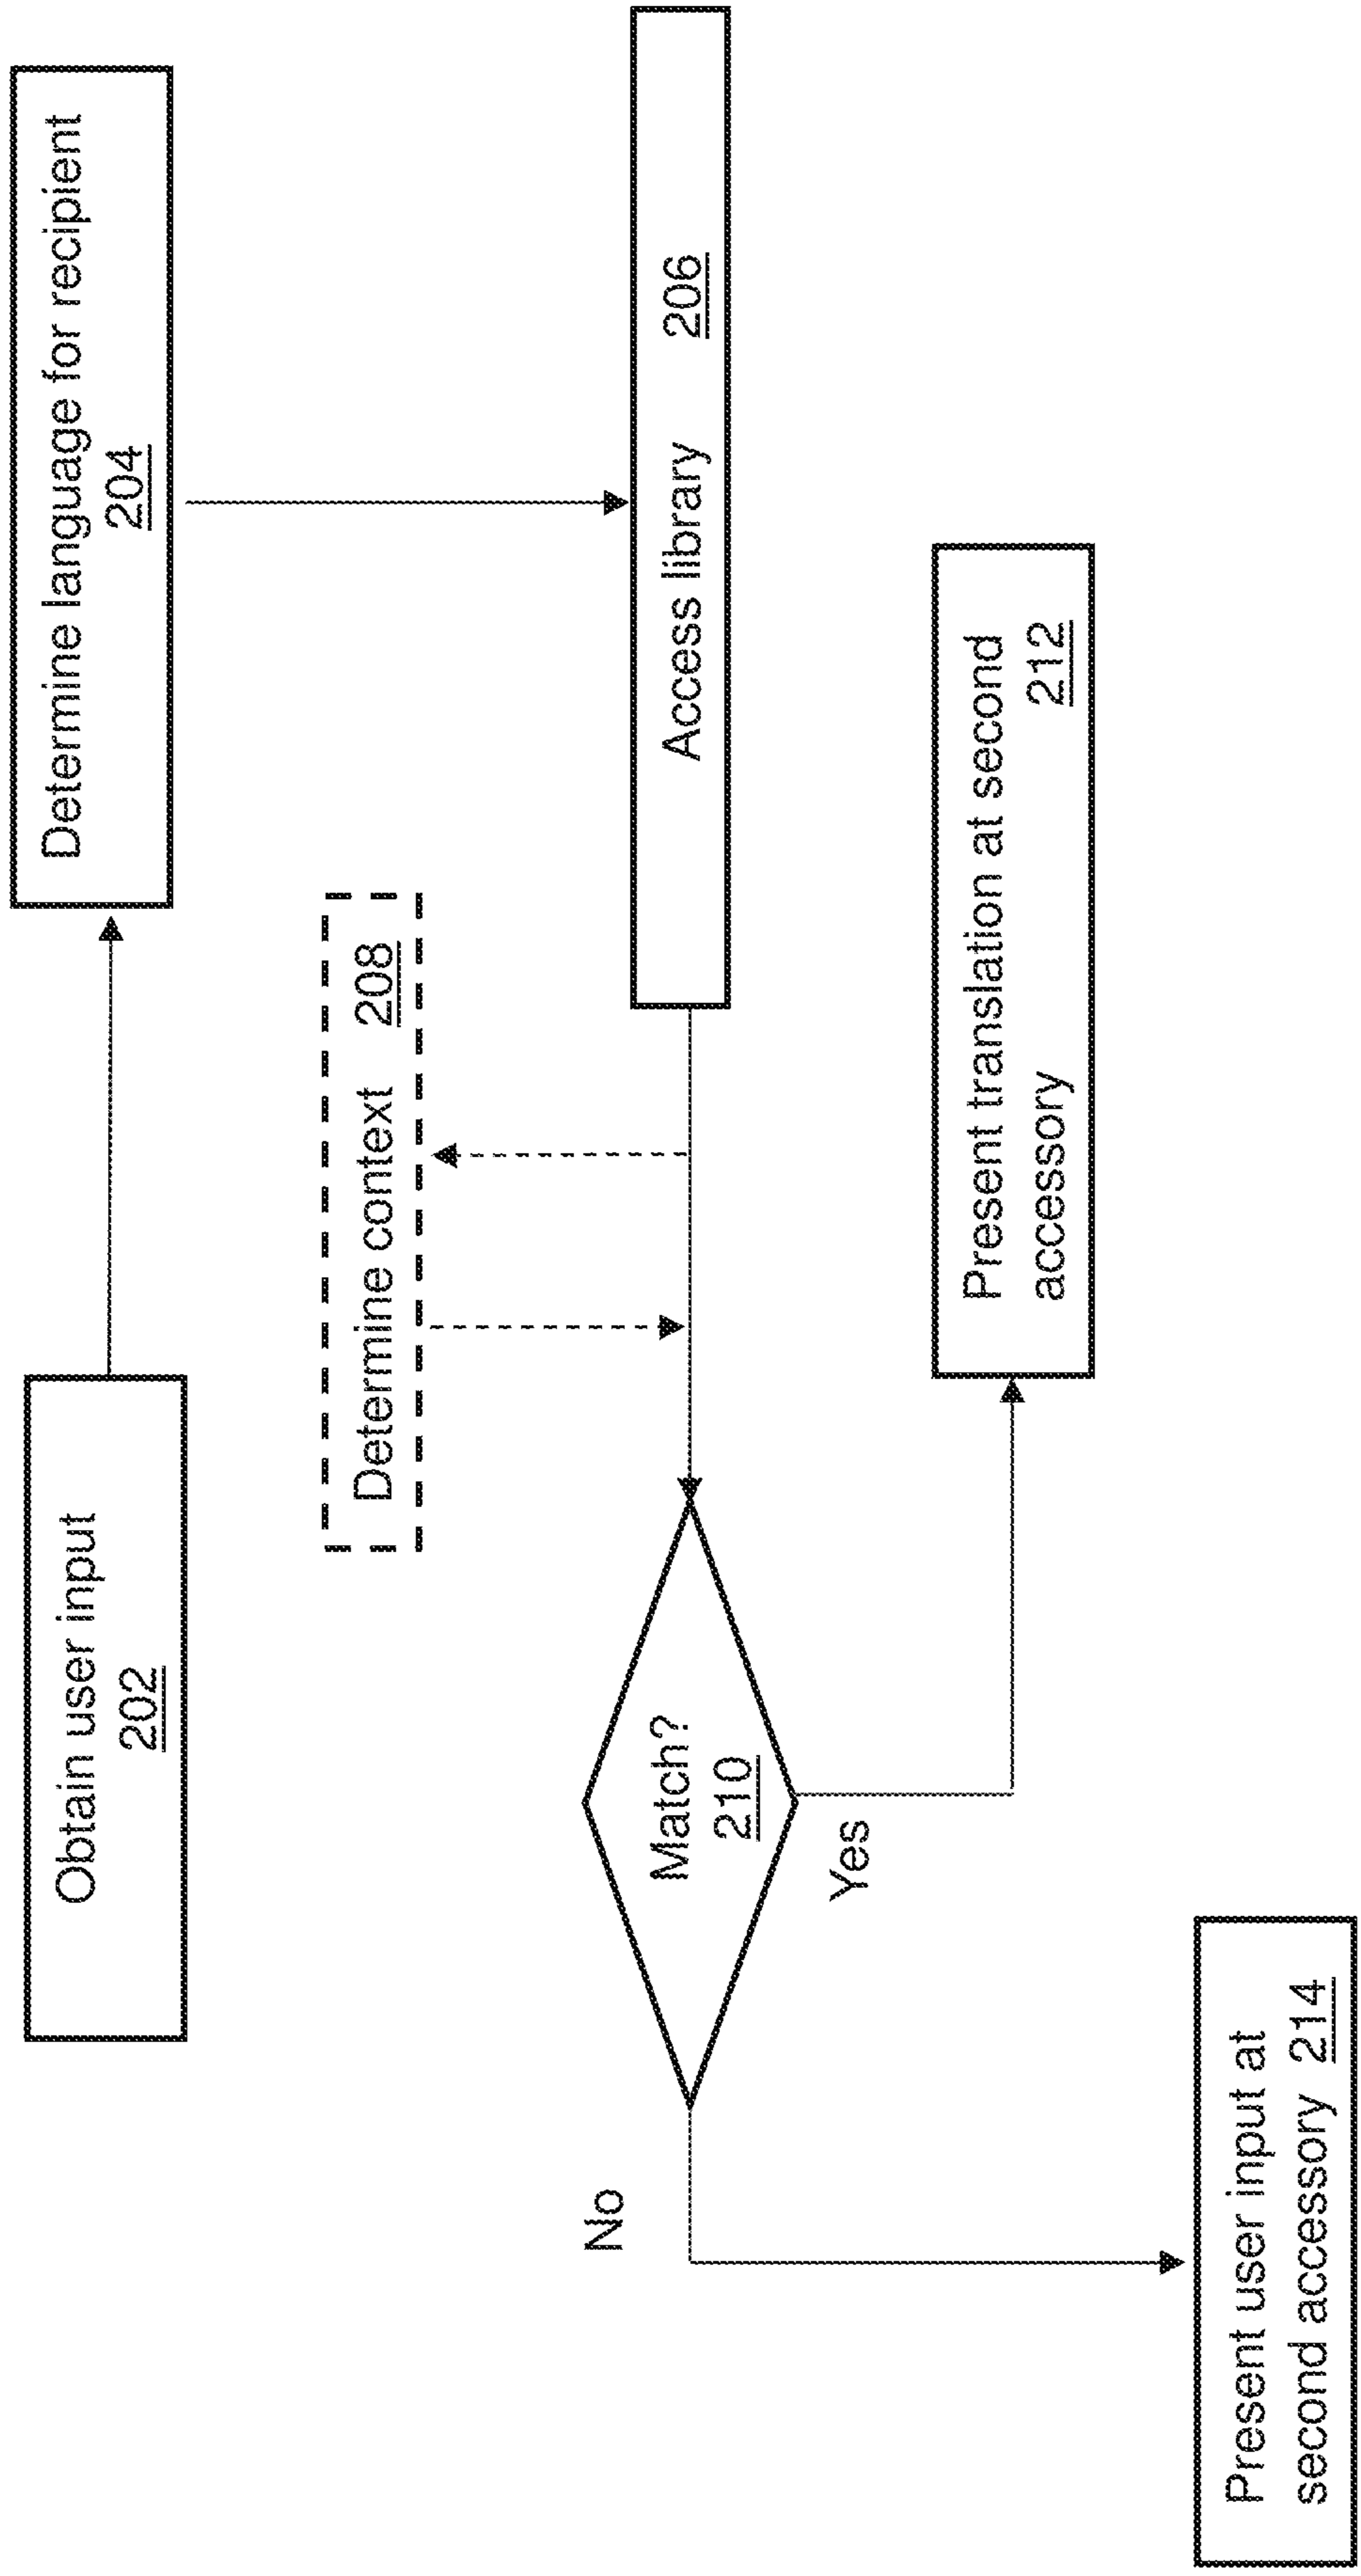 Obtain user input
202
Determine language for recipient
204
Determine context 208
Access library 206
Match?
210
No
Yes
Present translation at second
accessory 212
Present user input at
second accessory 214